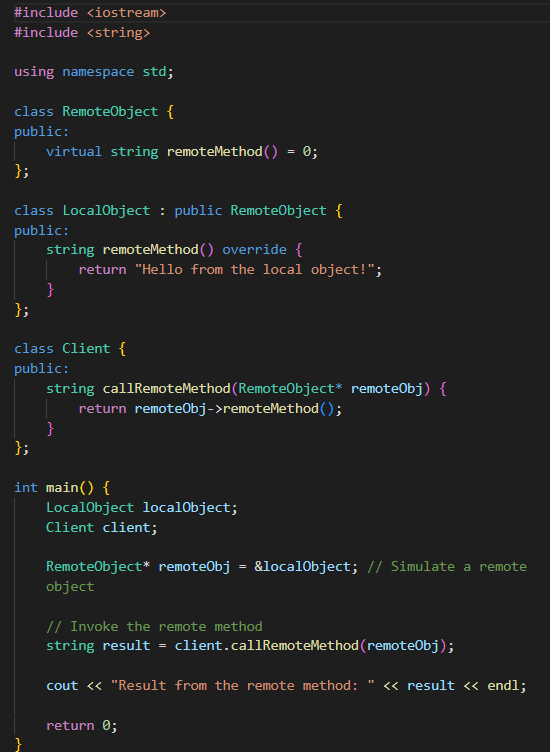 #include <iostream>
#include <string>

using namespace std;

class RemoteObject {
public:
    virtual string remoteMethod() = 0;
};

class LocalObject : public RemoteObject {
public:
    string remoteMethod() override {
        return "Hello from the local object!";
    }
};

class Client {
public:
    string callRemoteMethod(RemoteObject* remoteObj) {
        return remoteObj->remoteMethod();
    }
};

int main() {
    LocalObject localObject;
    Client client;

    RemoteObject* remoteObj = &localObject; // Simulate a remote
    object

    // Invoke the remote method
    string result = client.callRemoteMethod(remoteObj);

    cout << "Result from the remote method: " << result << endl;

    return 0;
}